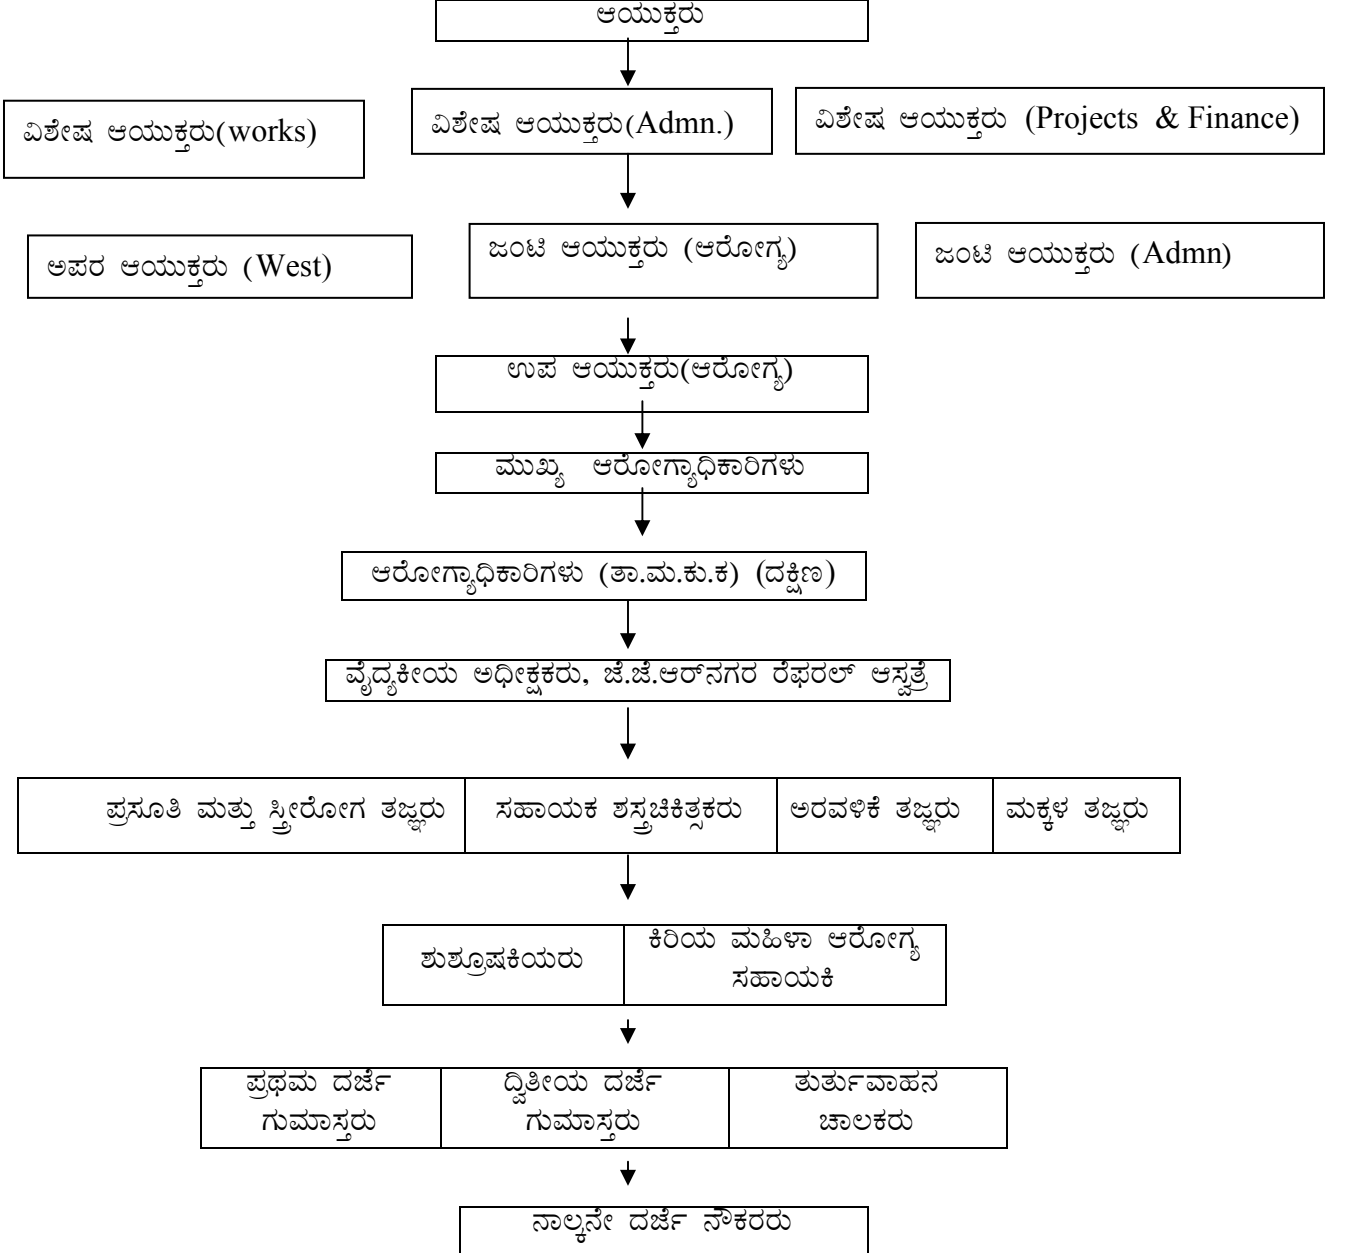 ಆಯುಕ್ತರು
ವಿಶೇಷ ಆಯುಕ್ತರು(works)
ವಿಶೇಷ ಆಯುಕ್ತರು(Admn.)
ವಿಶೇಷ ಆಯುಕ್ತರು (Projects & Finance)
ಅಪರ ಆಯುಕ್ತರು (West)
ಜಂಟಿ ಆಯುಕ್ತರು (ಆರೋಗ್ಯ)
ಜಂಟಿ ಆಯುಕ್ತರು (Admn)
ಉಪ ಆಯುಕ್ತರು(ಆರೋಗ್ಯ)
ಮುಖ್ಯ ಆರೋಗ್ಯಾಧಿಕಾರಿಗಳು
ಆರೋಗ್ಯಾಧಿಕಾರಿಗಳು (ತಾ.ಮ.ಕು.ಕ) (ದಕ್ಷಿಣ)
ವೈದ್ಯಕೀಯ ಅಧೀಕ್ಷಕರು, ಜೆ.ಜೆ.ಆರ್‌ನಗರ ರೆಫರಲ್ ಆಸ್ಪತ್ರೆ
ಪ್ರಸೂತಿ ಮತ್ತು ಸ್ತ್ರೀರೋಗ ತಜ್ಞರು
ಸಹಾಯಕ ಶಸ್ತ್ರಚಿಕಿತ್ಸಕರು
ಅರವಳಿಕೆ ತಜ್ಞರು
ಮಕ್ಕಳ ತಜ್ಞರು
ಶುಶ್ರೂಷಕಿಯರು
ಕಿರಿಯ ಮಹಿಳಾ ಆರೋಗ್ಯ
ಸಹಾಯಕಿ
ಪ್ರಥಮ ದರ್ಜೆ
ಗುಮಾಸ್ತರು
ದ್ವಿತೀಯ ದರ್ಜೆ
ಗುಮಾಸ್ತರು
ತುರ್ತುವಾಹನ
ಚಾಲಕರು
ನಾಲ್ಕನೇ ದರ್ಜೆ ನೌಕರರು